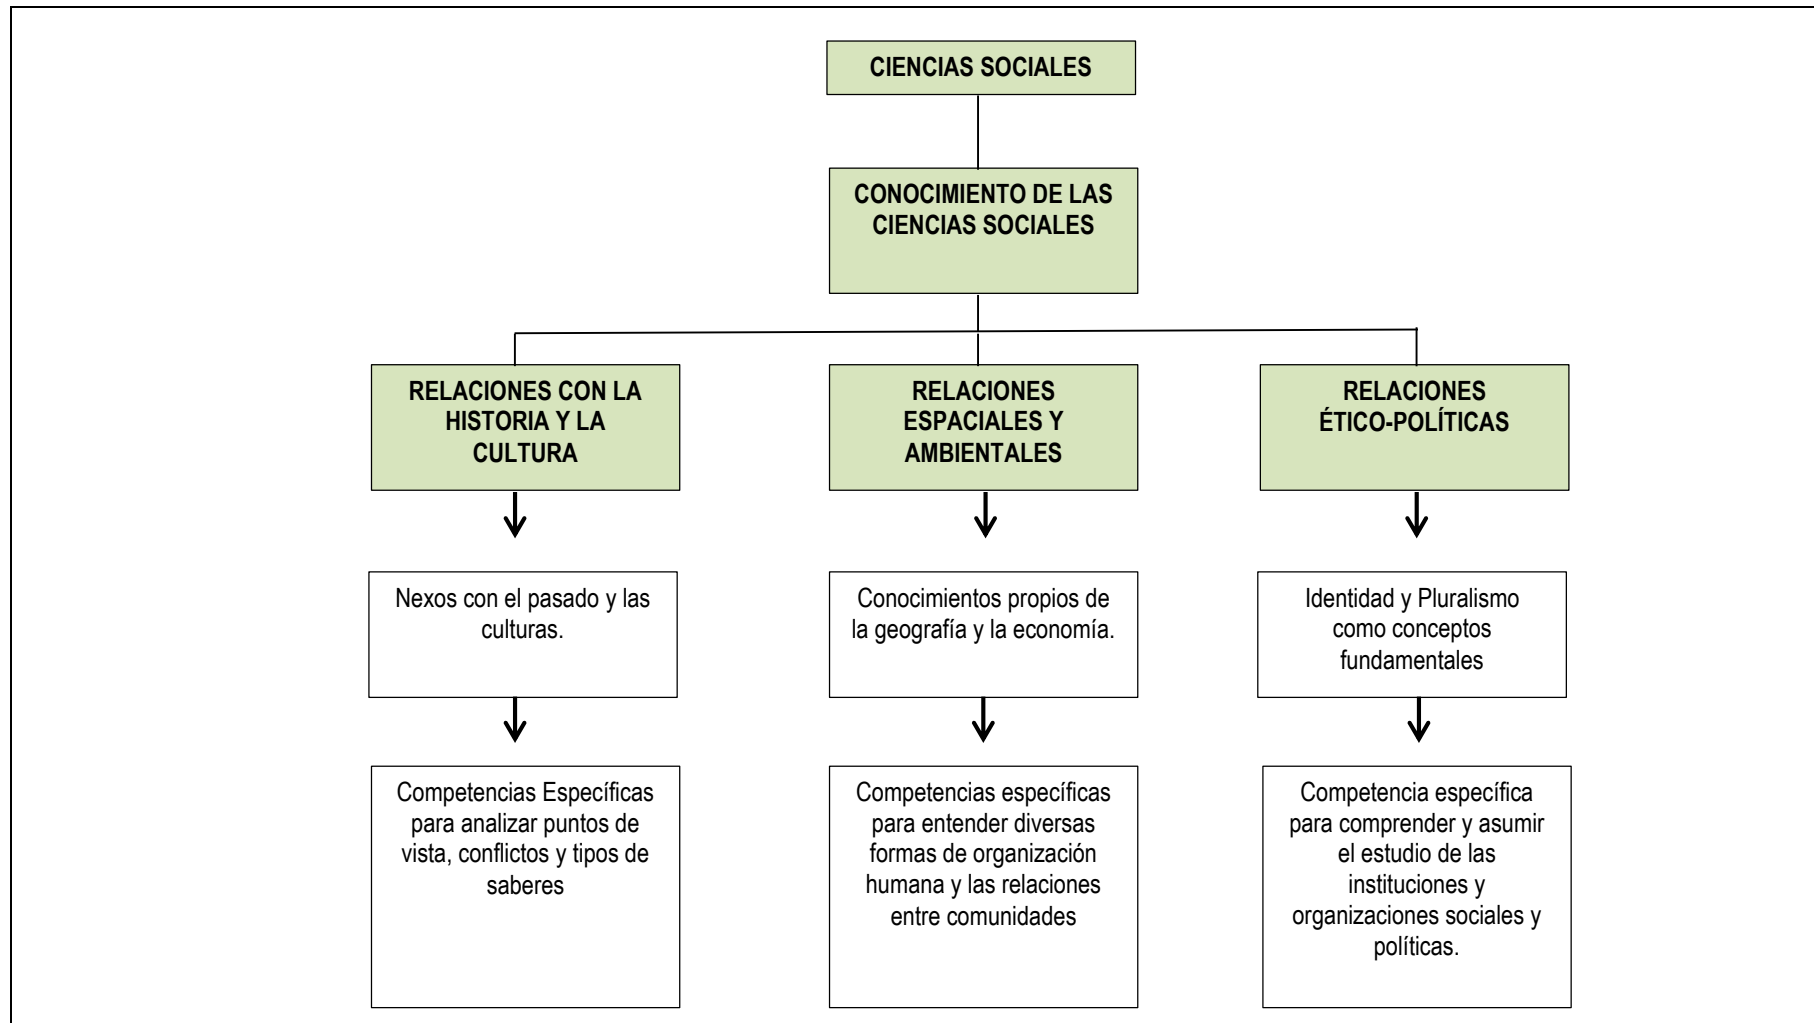 CIENCIAS SOCIALES
CONOCIMIENTO DE LAS
CIENCIAS SOCIALES
RELACIONES CON LA
HISTORIA Y LA
CULTURA
RELACIONES
ESPACIALES Y
AMBIENTALES
RELACIONES
ÉTICO-POLÍTICAS
Nexos con el pasado y las
culturas.
Conocimientos propios de
la geografía y la economía.
Identidad y Pluralismo
como conceptos
fundamentales
Competencias Específicas
para analizar puntos de
vista, conflictos y tipos de
saberes
Competencias específicas
para entender diversas
formas de organización
humana y las relaciones
entre comunidades
Competencia específica
para comprender y asumir
el estudio de las
instituciones y
organizaciones sociales y
políticas.